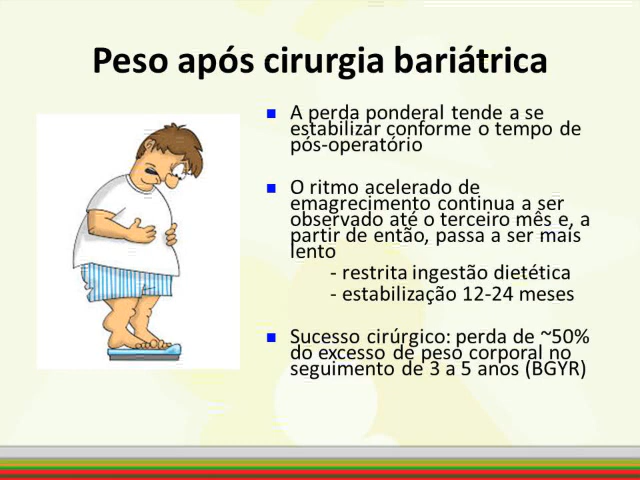 Peso após cirurgia bariátrica
A perda ponderal tende a se
estabilizar conforme o tempo de
pós-operatório
O ritmo acelerado de
emagrecimento continua a ser
observado até o terceiro mês e, a
partir de então, passa a ser mais
lento
- restrita ingestão dietética
- estabilização 12-24 meses
Sucesso cirúrgico: perda de ~50%
do excesso de peso corporal no
seguimento de 3 a 5 anos (BGYR)